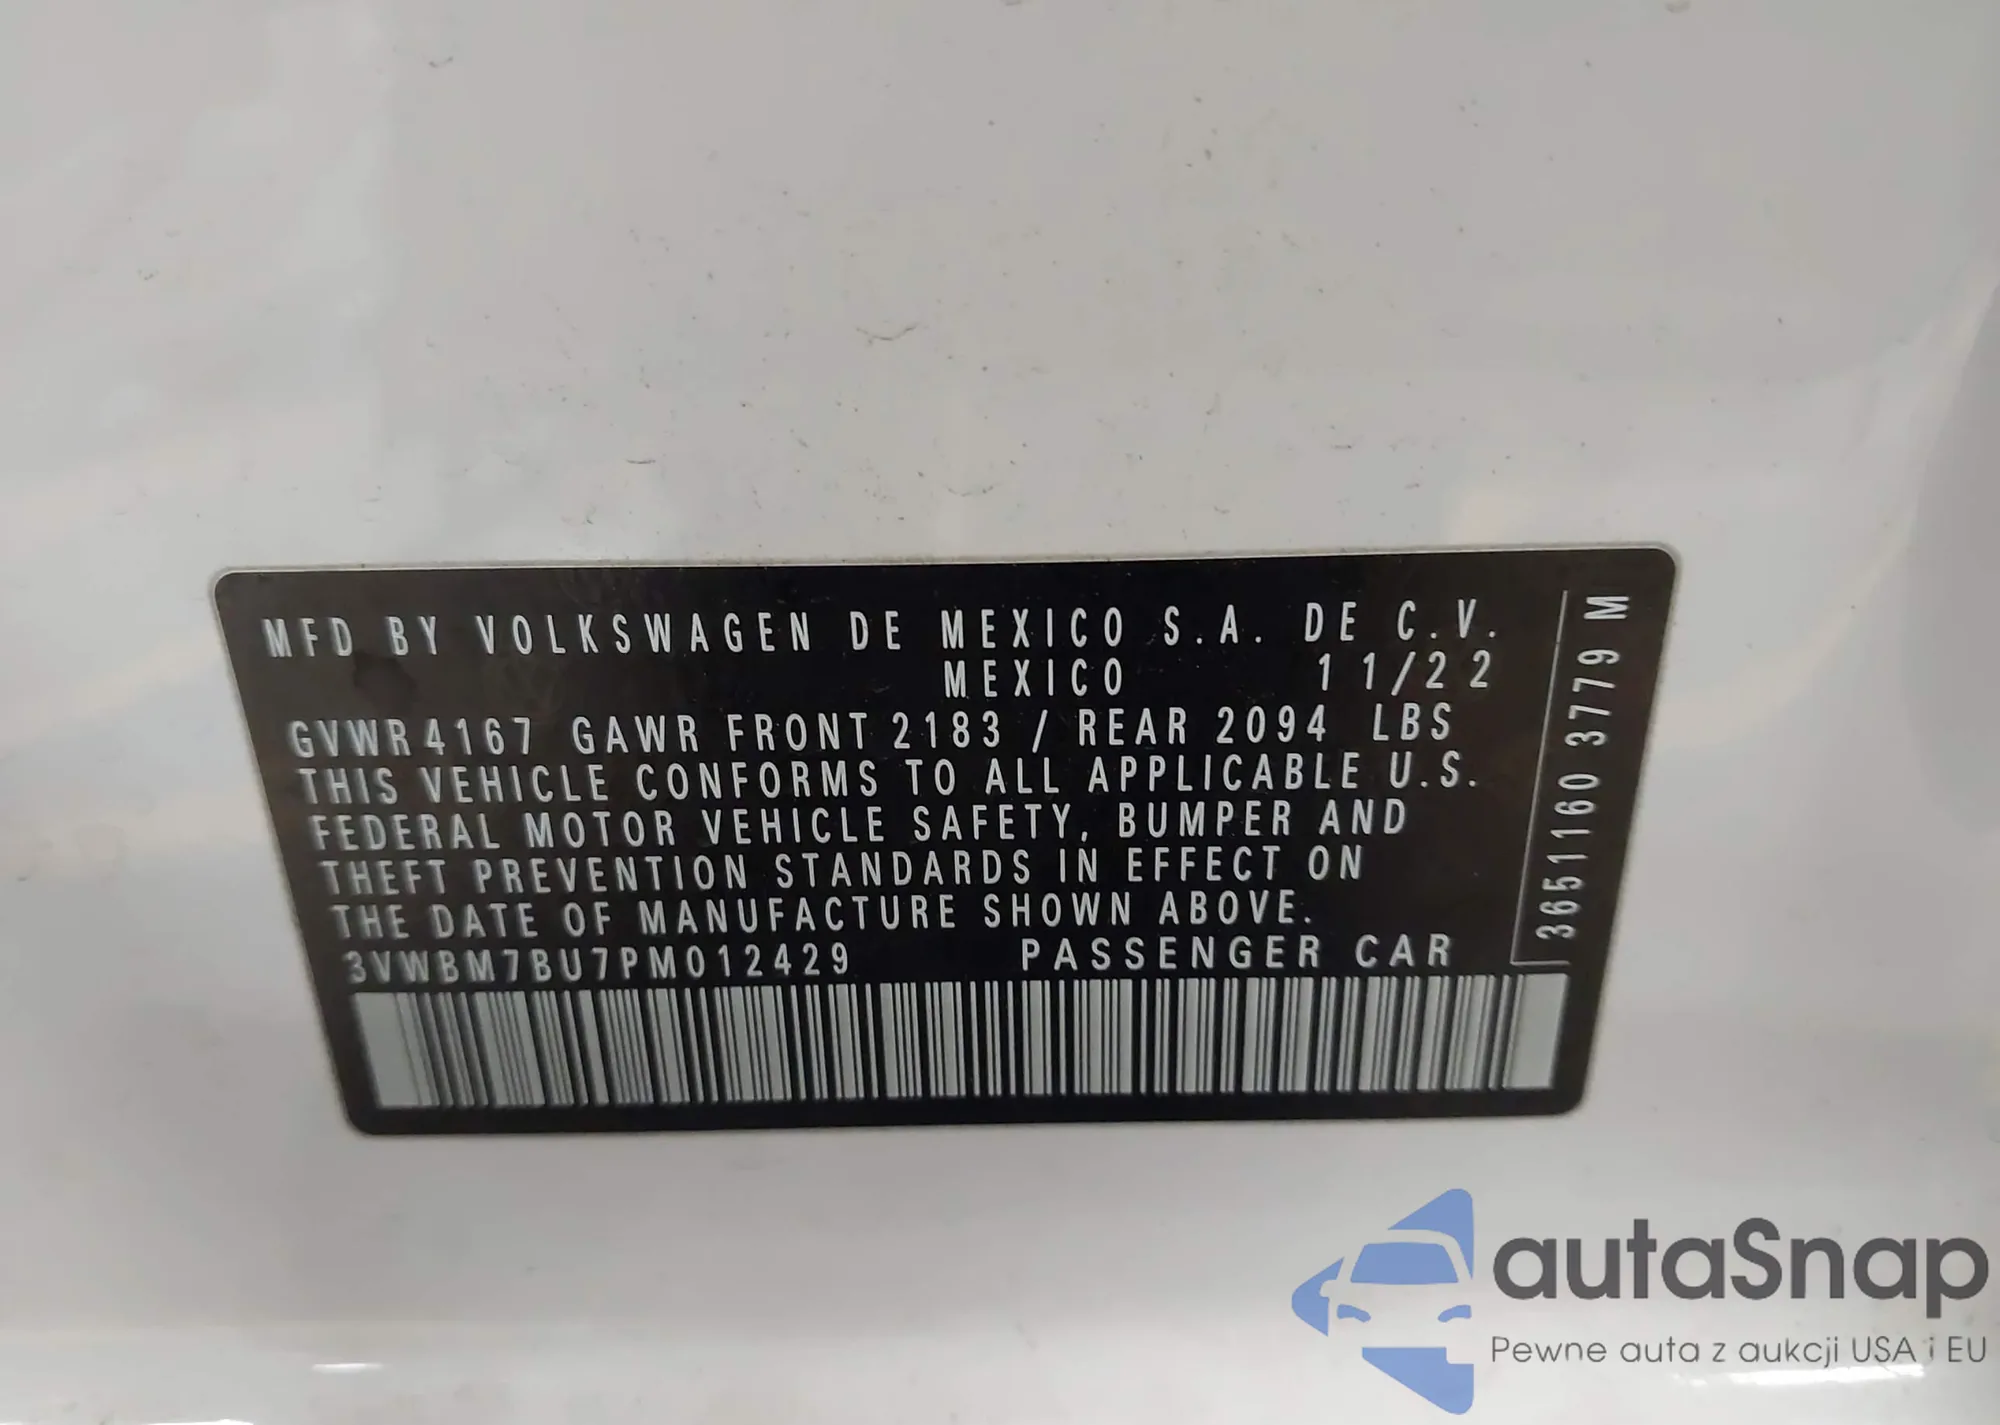 MFD BY VOLKSWAGEN DE MEXICO S.A. DE C.V.
MEXICO 11/22
GVWR 4167 GAWR FRONT 2183 / REAR 2094 LBS
THIS VEHICLE CONFORMS TO ALL APPLICABLE U.S.
FEDERAL MOTOR VEHICLE SAFETY, BUMPER AND
THEFT PREVENTION STANDARDS IN EFFECT ON
THE DATE OF MANUFACTURE SHOWN ABOVE.
3VWBM7BU7PM012429 PASSENGER CAR
3651160 3779 M
autaSnap
Pewne auta z aukcji USA i EU